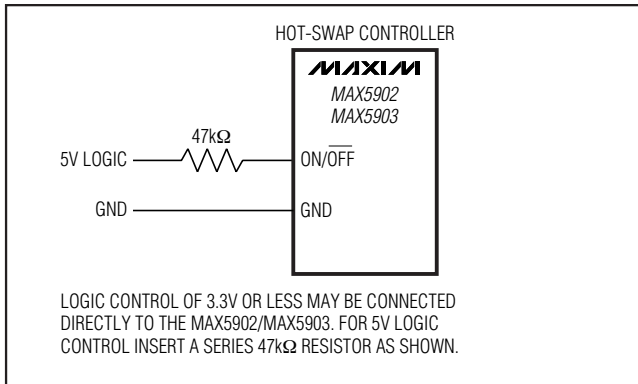 HOT-SWAP CONTROLLER
MAXIM
MAX5902
MAX5903
47kΩ
5V LOGIC
ON/OFF
GND
GND
LOGIC CONTROL OF 3.3V OR LESS MAY BE CONNECTED
DIRECTLY TO THE MAX5902/MAX5903. FOR 5V LOGIC
CONTROL INSERT A SERIES 47kΩ RESISTOR AS SHOWN.